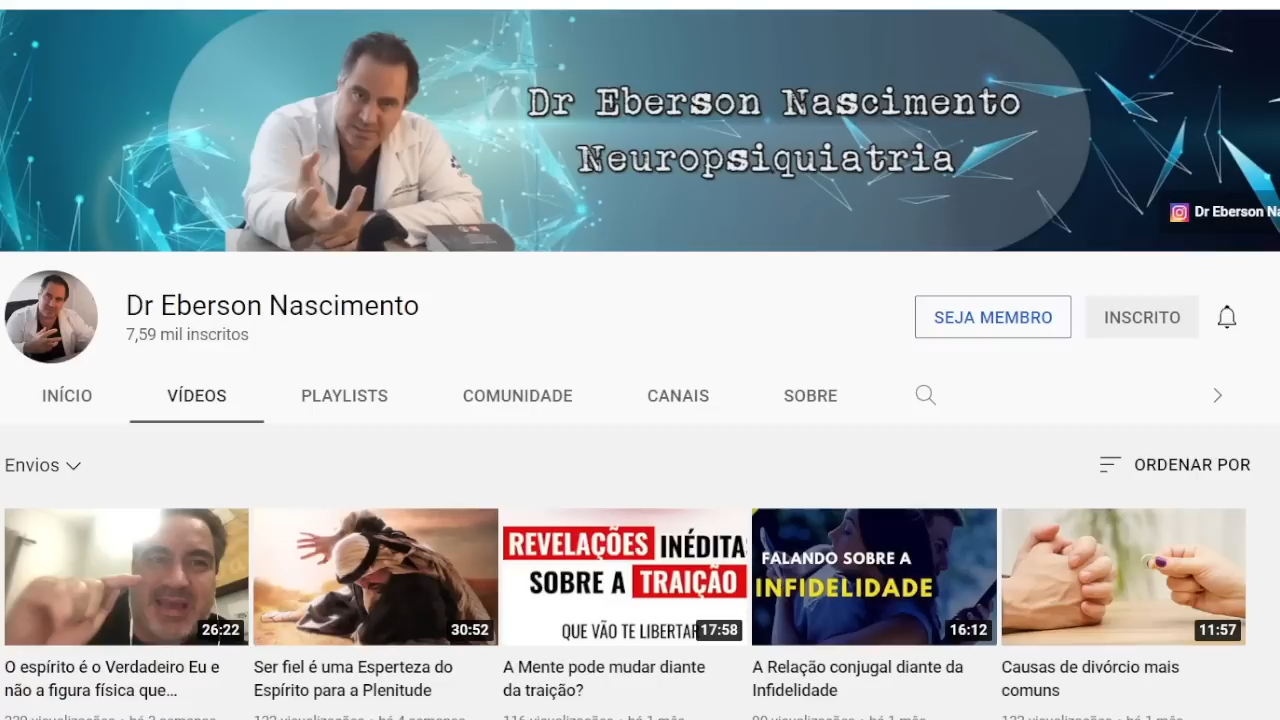 Dr Eberson Nascimento
Neuropsiquiatria
Dr Eberson Na
Dr Eberson Nascimento
7,59 mil inscritos
SEJA MEMBRO
INSCRITO
INÍCIO
VÍDEOS
PLAYLISTS
COMUNIDADE
CANAIS
SOBRE
Envios
ORDENAR POR
26:22
30:52
REVELAÇÕES INÉDITA
SOBRE A TRAIÇÃO
QUE VÃO TE LIBERTAR
17:58
FALANDO SOBRE A
INFIDELIDADE
16:12
11:57
O espírito é o Verdadeiro Eu e
não a figura física que...
Ser fiel é uma Esperteza do
Espírito para a Plenitude
A Mente pode mudar diante
da traição?
A Relação conjugal diante da
Infidelidade
Causas de divórcio mais
comuns